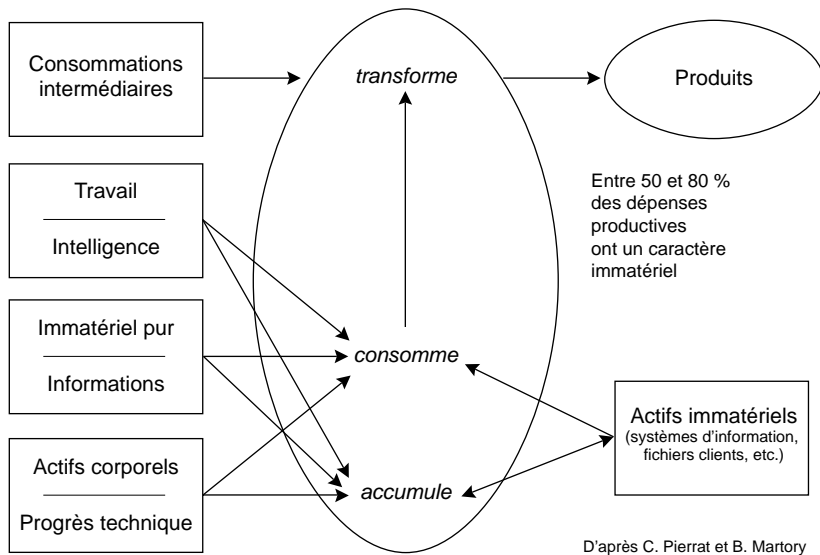 Consommations
intermédiaires
transforme
Produits
Travail
Intelligence
Entre 50 et 80 %
des dépenses
productives
ont un caractère
immatériel
Immatériel pur
Informations
consomme
Actifs immatériels
(systèmes d'information,
fichiers clients, etc.)
Actifs corporels
Progrès technique
accumule
D'après C. Pierrat et B. Martory